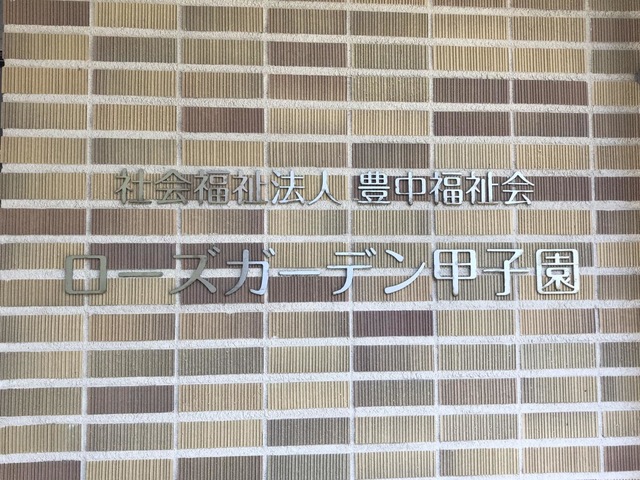 社会福祉法人 豊中福祉会
ローズガーデン甲子園